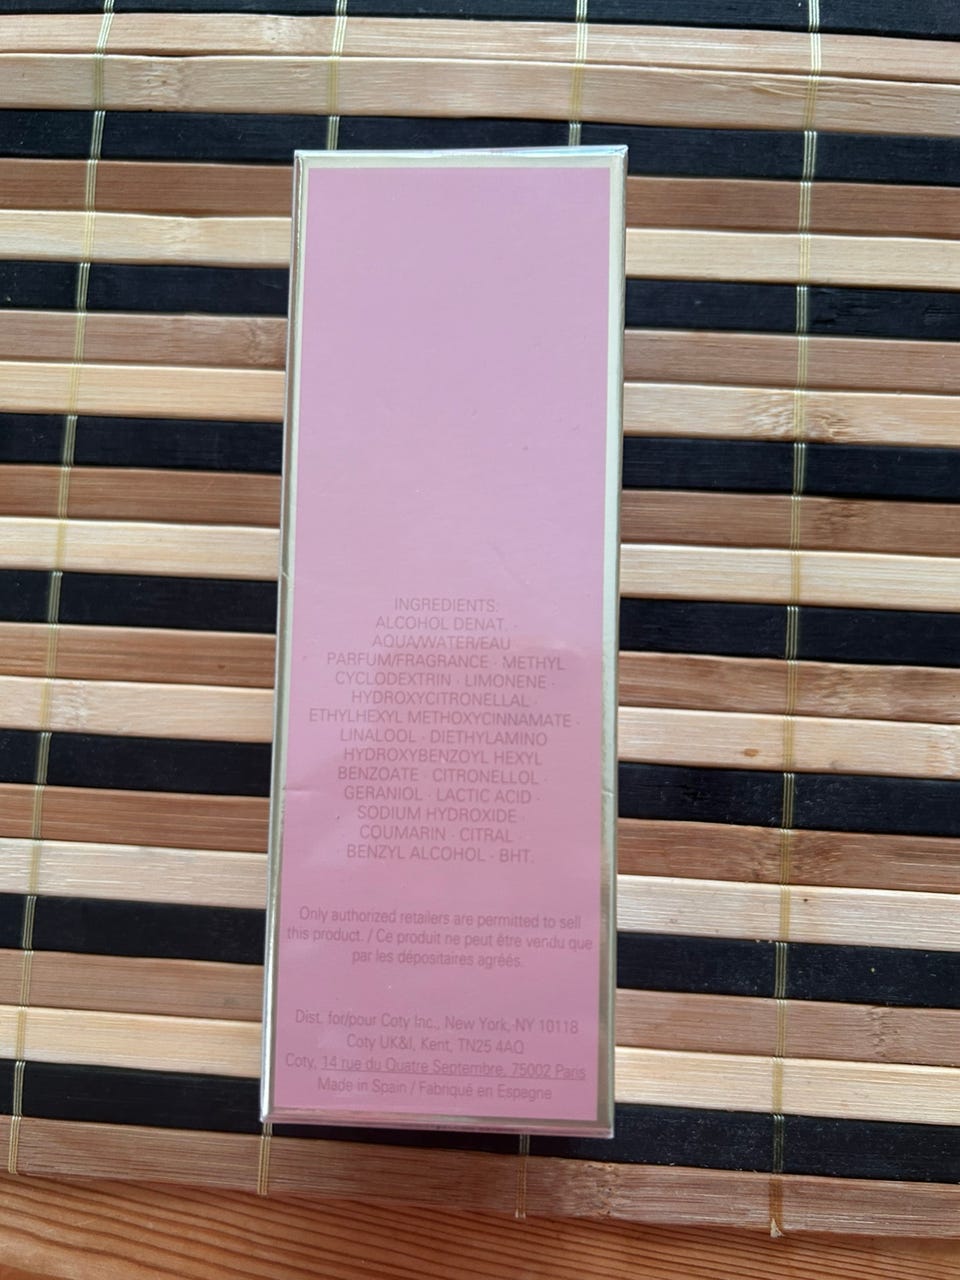 INGREDIENTS:
ALCOHOL DENAT. ·
AQUA/WATER/EAU
PARFUM/FRAGRANCE · METHYL
CYCLODEXTRIN · LIMONENE ·
HYDROXYCITRONELLAL ·
ETHYLHEXYL METHOXYCINNAMATE ·
LINALOOL · DIETHYLAMINO
HYDROXYBENZOYL HEXYL
BENZOATE · CITRONELLOL ·
GERANIOL · LACTIC ACID ·
SODIUM HYDROXIDE ·
COUMARIN · CITRAL ·
BENZYL ALCOHOL · BHT.
Only authorized retailers are permitted to sell
this product. / Ce produit ne peut être vendu que
par les dépositaires agréés.
Dist. for/pour Coty Inc., New York, NY 10118
Coty UK&I, Kent, TN25 4AQ
Coty, 14 rue du Quatre Septembre, 75002 Paris
Made in Spain / Fabriqué en Espegne